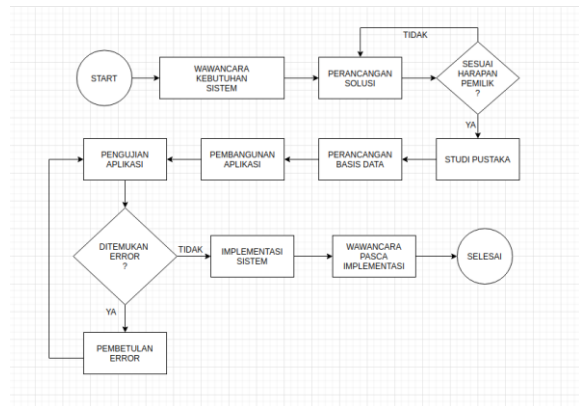 START
WAWANCARA
KEBUTUHAN
SISTEM
PERANCANGAN
SOLUSI
TIDAK
SESUAI
HARAPAN
PEMILIK
?
YA
STUDI PUSTAKA
PERANCANGAN
BASIS DATA
PEMBANGUNAN
APLIKASI
PENGUJIAN
APLIKASI
DITEMUKAN
ERROR
?
TIDAK
IMPLEMENTASI
SISTEM
WAWANCARA
PASCA
IMPLEMENTASI
SELESAI
YA
PEMBETULAN
ERROR